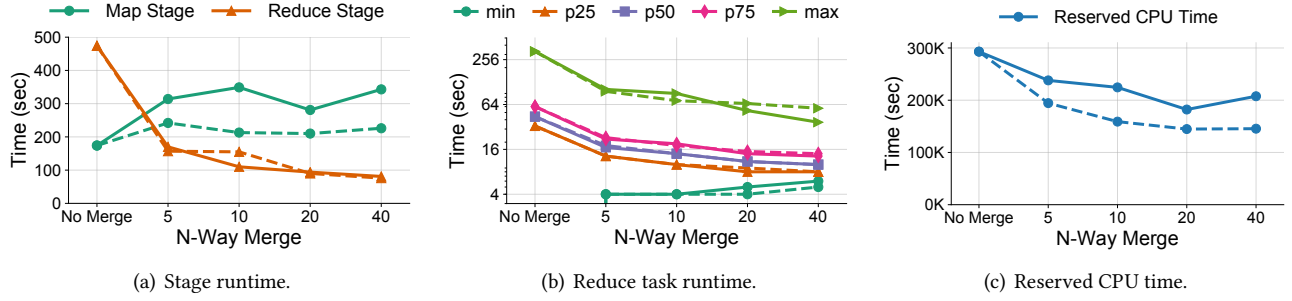 Map Stage Reduce Stage
500
400
300
200
100
0
Time (sec)
No Merge 5 10 20 40
N-Way Merge
(a) Stage runtime.
min p25 p50 p75 max
256
64
16
4
Time (sec)
No Merge 5 10 20 40
N-Way Merge
(b) Reduce task runtime.
Reserved CPU Time
300K
200K
100K
0K
Time (sec)
No Merge 5 10 20 40
N-Way Merge
(c) Reserved CPU time.